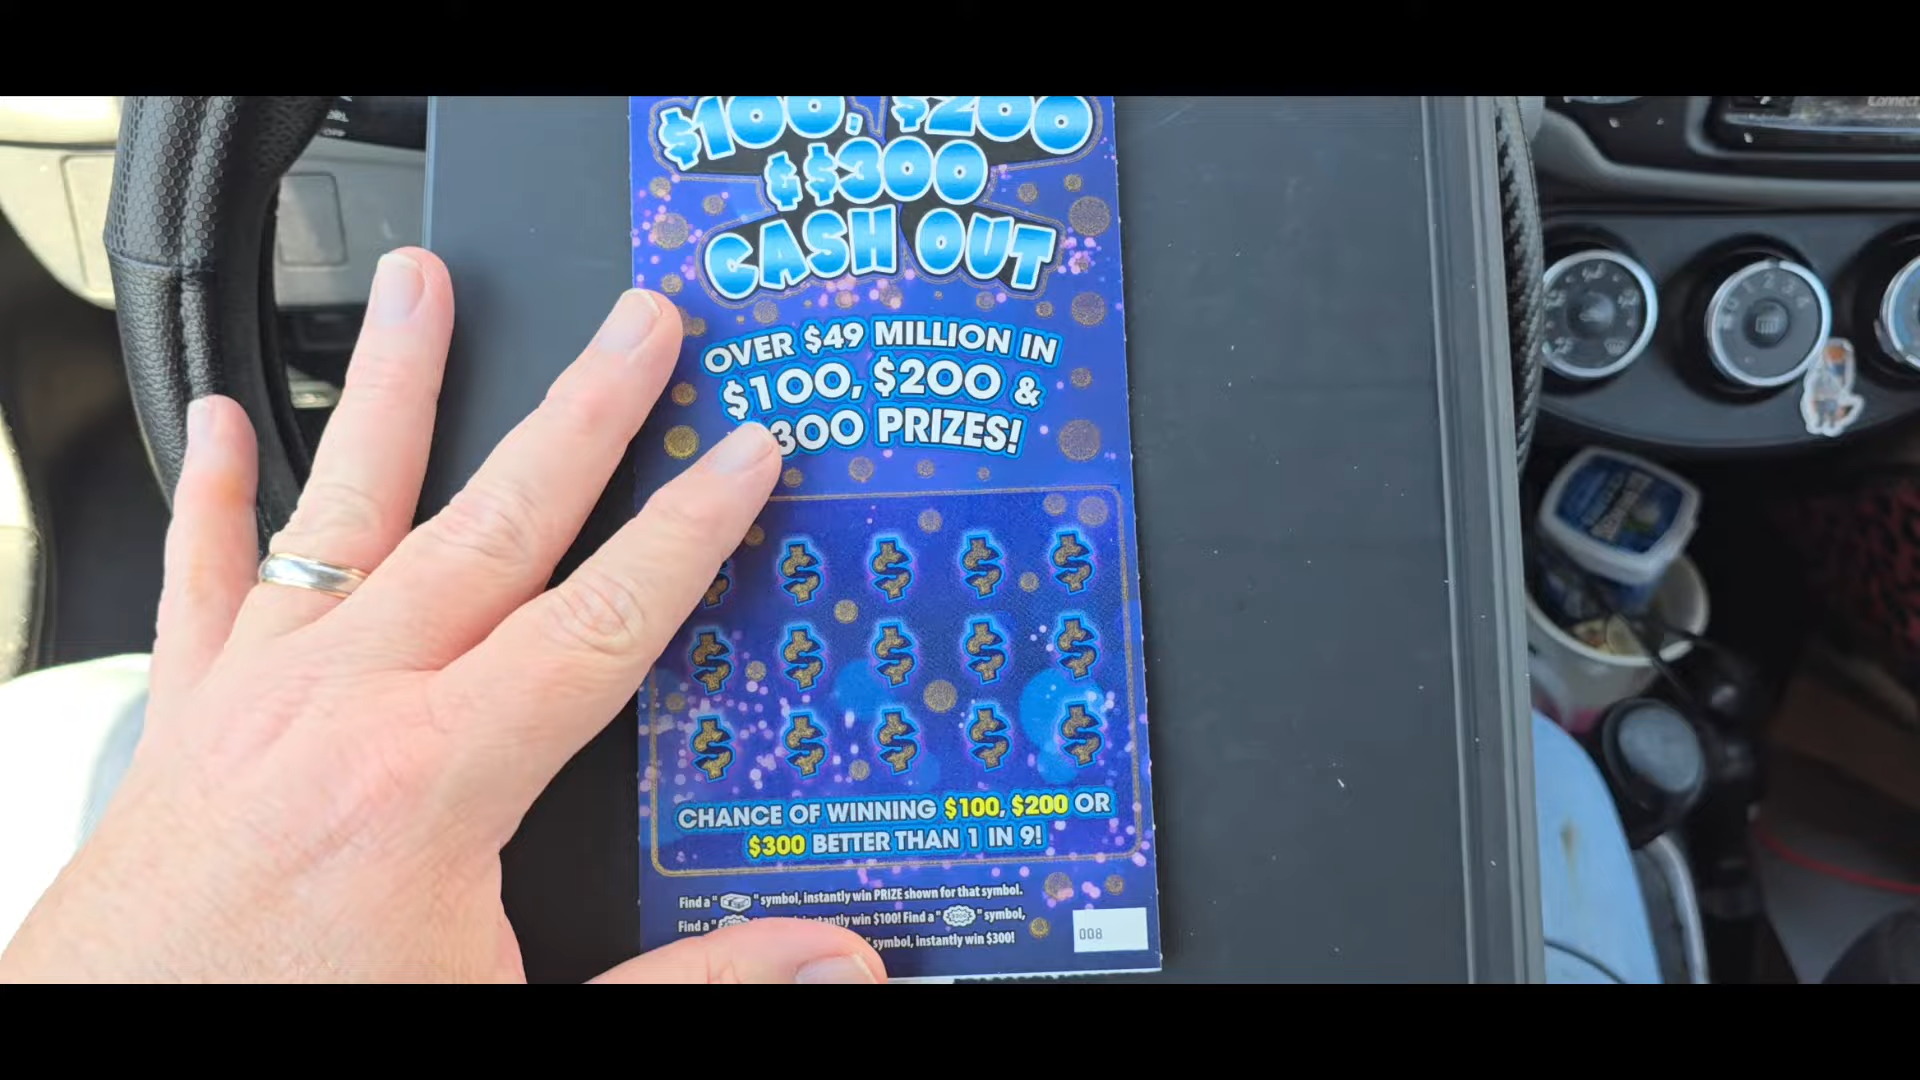 $100, $200
& $300
CASH OUT
OVER $49 MILLION IN
$100, $200 &
300 PRIZES!
CHANCE OF WINNING $100, $200 OR
$300 BETTER THAN 1 IN 9!
Find a " " symbol, instantly win PRIZE shown for that symbol.
Find a " instantly win $100! Find a " " symbol,
" symbol, instantly win $300!
008
Connect